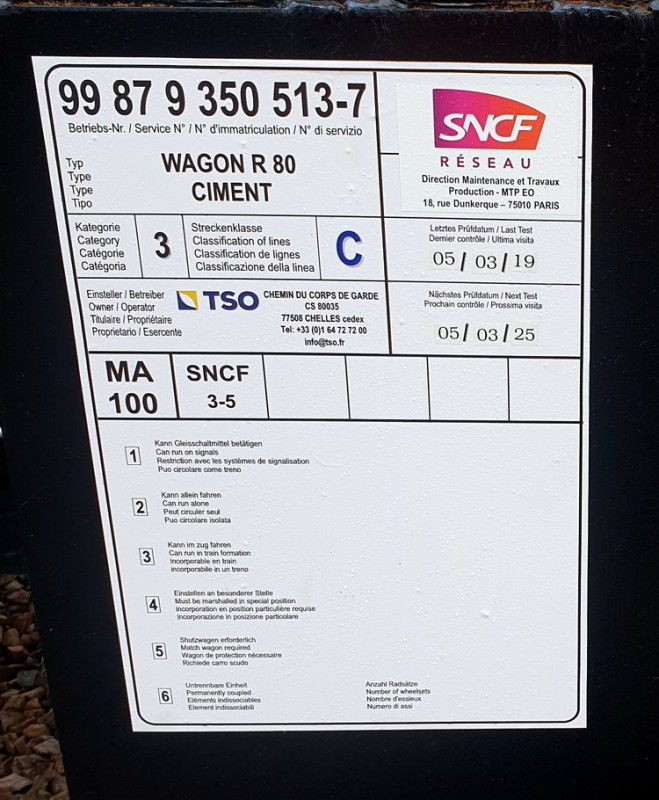 99 87 9 350 513-7
Betriebs-Nr. / Service N° / N° d'immatriculation / N° di servizio
SNCF
RÉSEAU
Direction Maintenance et Travaux
Production - MTP EO
18, rue Dunkerque – 75010 PARIS
Typ
Type
Type
Tipo
WAGON R 80
CIMENT
Kategorie
Category
Catégorie
Catégoria
3
Streckenklasse
Classification of lines
Classification de lignes
Classificazione della linea
C
Letztes Prüfdatum / Last Test
Dernier contrôle / Ultima visita
05/ 03 / 19
Einsteller / Betreiber
Owner / Operator
Titulaire / Propriétaire
Proprietario / Esercente
TSO
CHEMIN DU CORPS DE GARDE
CS 80035
77508 CHELLES cedex
Tel: +33 (0)1 64 72 72 00
info@tso.fr
Nächstes Prüfdatum / Next Test
Prochain contrôle / Prossima visita
05/ 03 / 25
MA
100
SNCF
3-5
1
Kann Gleisschaltmittel betätigen
Can run on signals
Restriction avec les systèmes de signalisation
Puo circolare come treno
2
Kann allein fahren
Can run alone
Peut circuler seul
Puo circolare isolata
3
Kann im zug fahren
Can run in train formation
Incorporable en train
incorporabile in un treno
4
Einstellen an besonderer Stelle
Must be marshalled in special position
Incorporation en position particulière requise
Incorporazione in posizione particolare
5
Shutzwagen erforderlich
Match wagon required
Wagon de protection nécessaire
Richiede carro scudo
6
Untrennbare Einheit
Permanently coupled
Eléments indissociables
Element indissociabili
Anzahl Radsätze
Number of wheelsets
Nombre d'essieux
Numero di assi